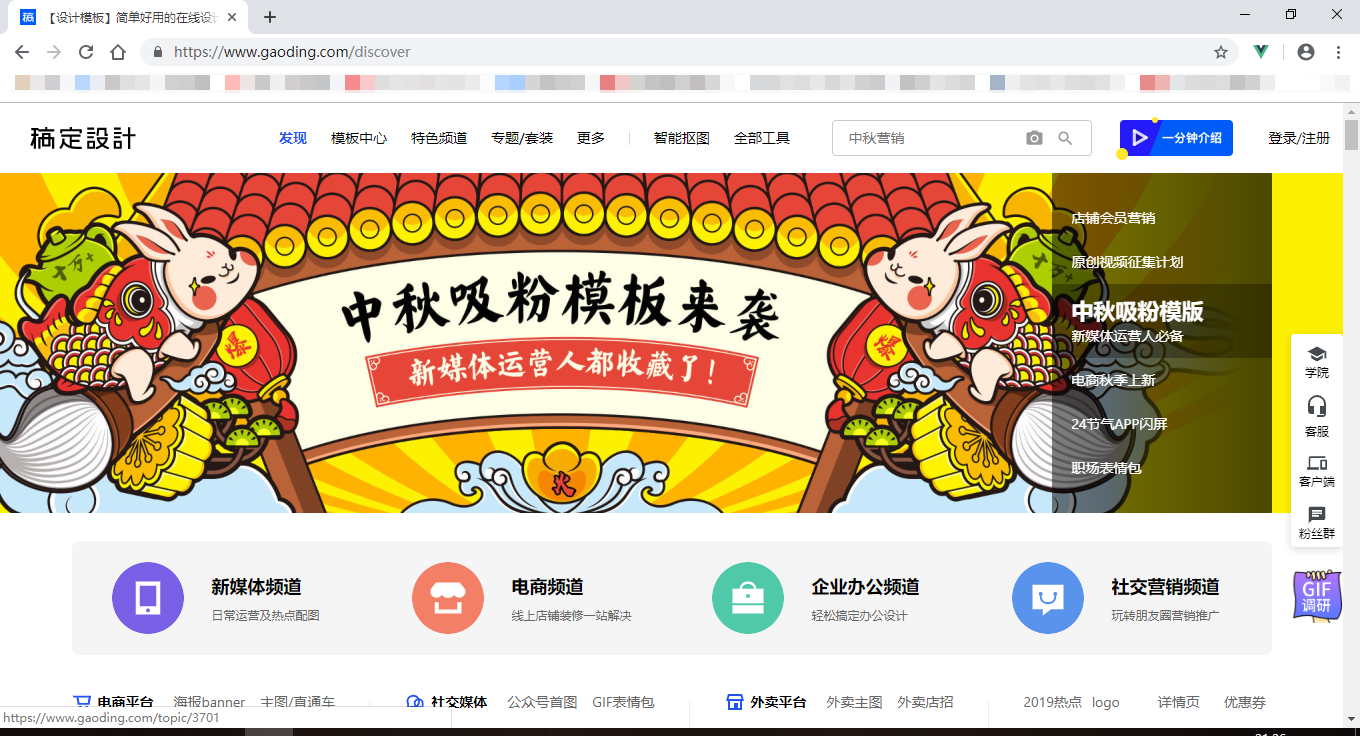 【设计模板】简单好用的在线设
https://www.gaoding.com/discover
稿定設計
发现 模板中心 特色频道 专题/套装 更多 智能抠图 全部工具 中秋营销 一分钟介绍 登录/注册
中秋吸粉模板来袭
新媒体运营人都收藏了!
爆
爆
店铺会员营销
原创视频征集计划
中秋吸粉模版
新媒体运营人必备
电商秋季上新
24节气APP闪屏
职场表情包
学院
客服
客户端
粉丝群
GIF
调研
新媒体频道
日常运营及热点配图
电商频道
线上店铺装修一站解决
企业办公频道
轻松搞定办公设计
社交营销频道
玩转朋友圈营销推广
电商平台 海报banner 主图/直通车 社交媒体 公众号首图 GIF表情包 外卖平台 外卖主图 外卖店招 2019热点 logo 详情页 优惠券
https://www.gaoding.com/topic/3701